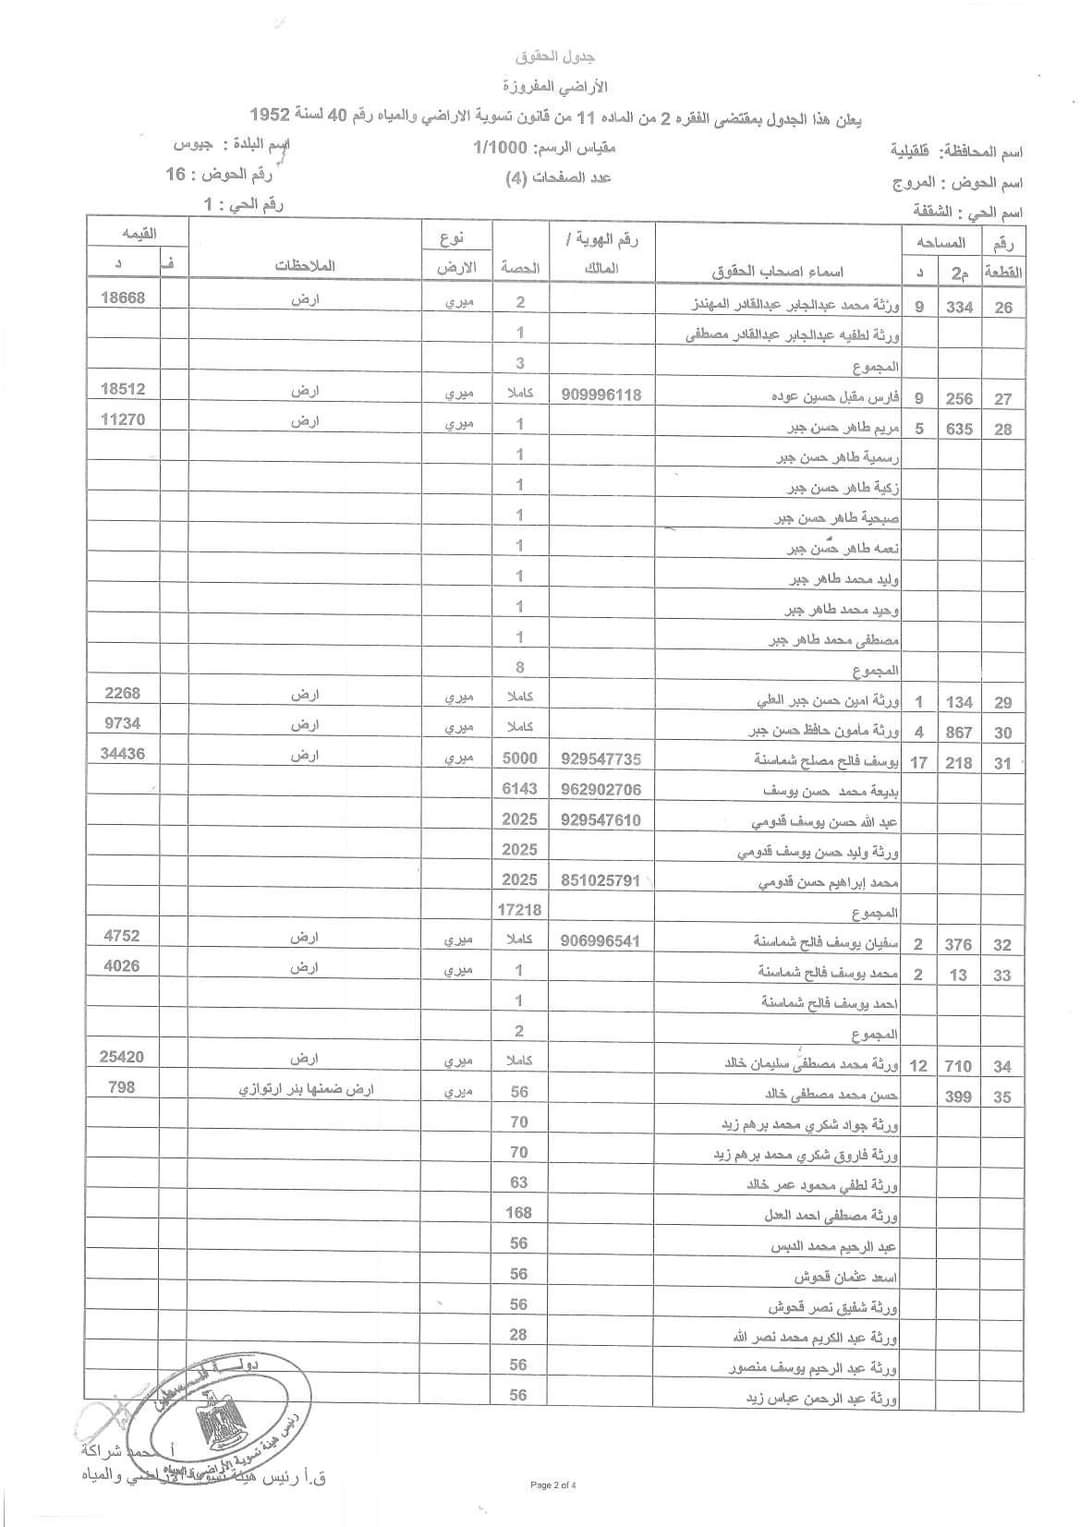 جدول الحقوق
الأراضي المفروزة
يعلن هذا الجدول بمقتضى الفقره 2 من الماده 11 من قانون تسوية الاراضي والمياه رقم 40 لسنة 1952
اسم المحافظة: قلقيلية مقياس الرسم: 1/1000 إسم البلدة : جيوس
اسم الحوض : المروج عدد الصفحات (4) رقم الحوض : 16
اسم الحي : الشقفة رقم الحي : 1
رقم القطعة المساحه م2 د اسماء اصحاب الحقوق رقم الهوية / المالك الحصة نوع الارض الملاحظات القيمه ف د
26 334 9 ورثة محمد عبدالجابر عبدالقادر المهندز 2 ميري ارض 18668
ورثة لطفيه عبدالجابر عبدالقادر مصطفى 1
المجموع 3
27 256 9 فارس مقبل حسين عوده 909996118 كاملا ميري ارض 18512
28 635 5 مريم طاهر حسن جبر 1 ميري ارض 11270
رسمية طاهر حسن جبر 1
زكية طاهر حسن جبر 1
صبحية طاهر حسن جبر 1
نعمه طاهر حسن جبر 1
وليد محمد طاهر جبر 1
وحيد محمد طاهر جبر 1
مصطفى محمد طاهر جبر 1
المجموع 8
29 134 1 ورثة امين حسن جبر العلي كاملا ميري ارض 2268
30 867 4 ورثة مأمون حافظ حسن جبر كاملا ميري ارض 9734
31 218 17 يوسف فالح مصلح شماسنة 929547735 5000 ميري ارض 34436
بديعة محمد حسن يوسف 962902706 6143
عبد الله حسن يوسف قدومي 929547610 2025
ورثة وليد حسن يوسف قدومي 2025
محمد إبراهيم حسن قدومي 851025791 2025
المجموع 17218
32 376 2 سفيان يوسف فالح شماسنة 906996541 كاملا ميري ارض 4752
33 13 2 محمد يوسف فالح شماسنة 1 ميري ارض 4026
احمد يوسف فالح شماسنة 1
المجموع 2
34 710 12 ورثة محمد مصطفى سليمان خالد كاملا ميري ارض 25420
35 399 حسن محمد مصطفى خالد 56 ميري ارض ضمنها بئر ارتوازي 798
ورثة جواد شكري محمد برهم زيد 70
ورثة فاروق شكري محمد برهم زيد 70
ورثة لطفي محمود عمر خالد 63
ورثة مصطفى احمد العدل 168
عبد الرحيم محمد الدبس 56
اسعد عثمان قحوش 56
ورثة شفيق نصر قحوش 56
ورثة عبد الكريم محمد نصر الله 28
ورثة عبد الرحيم يوسف منصور 56
ورثة عبد الرحمن عباس زيد 56
دولة فلسطين
رئيس هيئة تسوية الأراضي والمياه
أ محمد شراكة
ق.أ رئيس هيئة تسوية الأراضي والمياه
Page 2 of 4